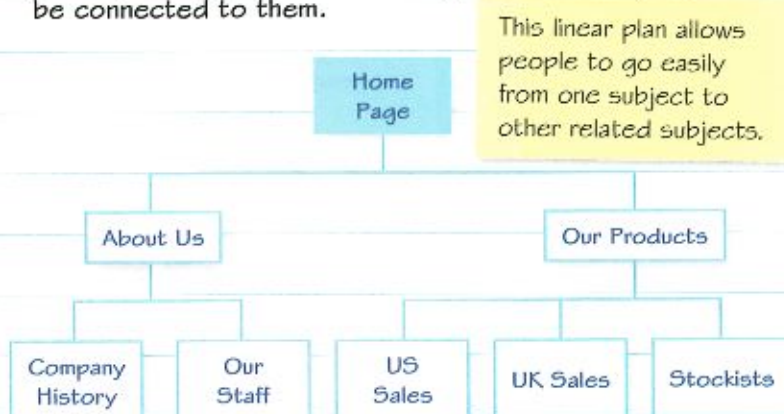 be connected to them.
This linear plan allows
people to go easily
from one subject to
other related subjects.
Home
Page
About Us
Our Products
Company
History
Our
Staff
US
Sales
UK Sales
Stockists